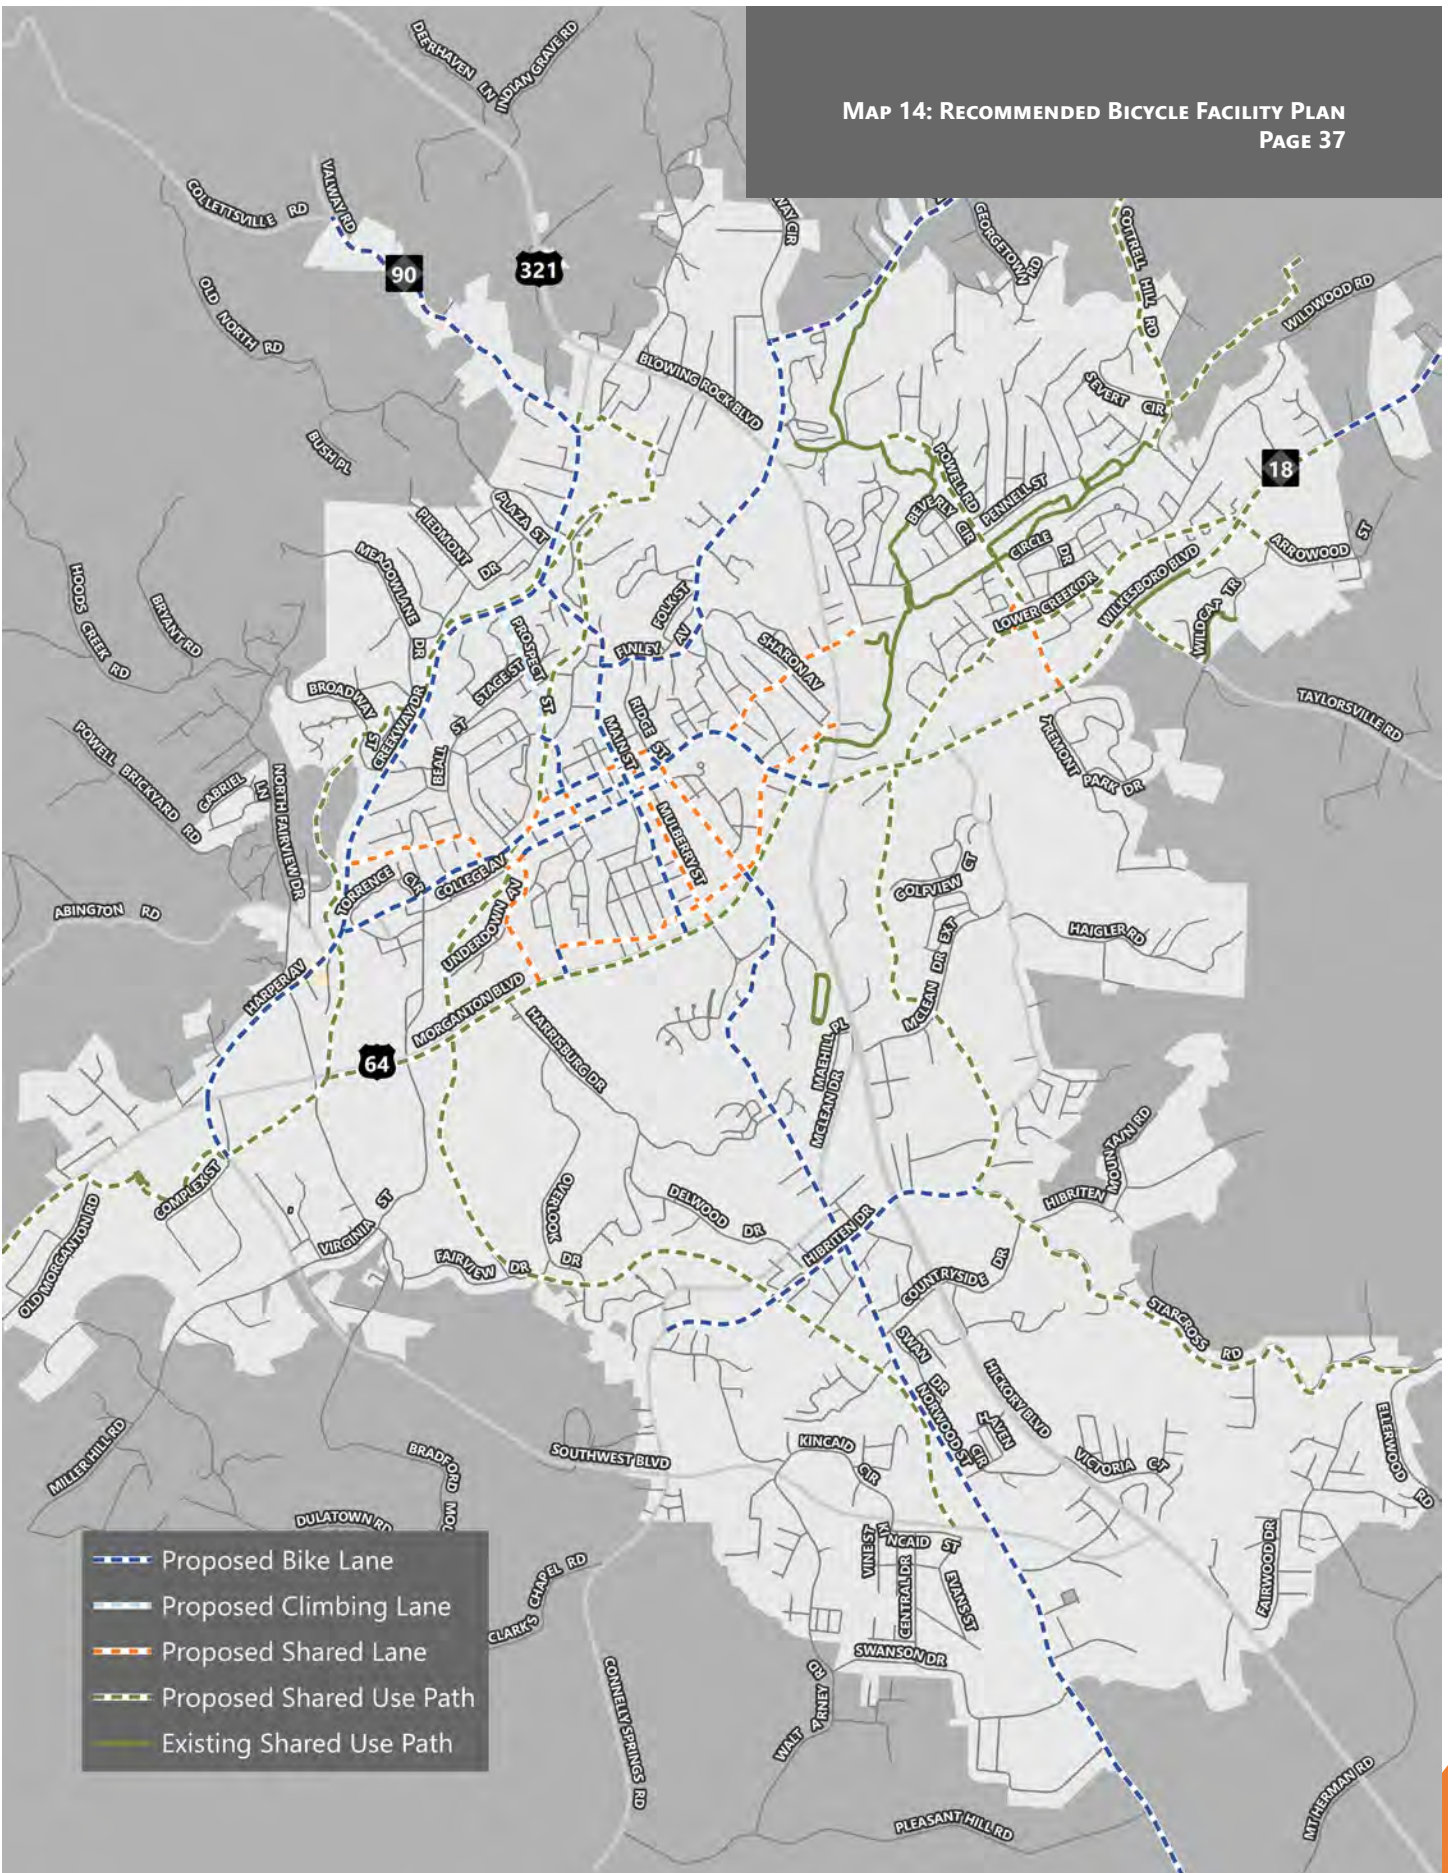 MAP 14: RECOMMENDED BICYCLE FACILITY PLAN
PAGE 37
DEERHAVEN LN
INDIAN GRAVE RD
VALWAY RD
COLLETTSVILLE RD
WAY CIR
GEORGETOWN RD
COTTRELL HILL RD
90
321
OLD NORTH RD
WILDWOOD RD
BLOWING ROCK BLVD
SEVERT CIR
BUSH PL
POWELL RD
18
PLAZA ST
PIEDMONT DR
PENNELL ST
BEVERLY CIR
CIRCLE DR
ARROWOOD ST
MEADOWLANE DR
HOODS CREEK RD
BRYANT RD
FOLK ST
LOWER CREEK DR
WILKESBORO BLVD
WILDCAT TR
PROSPECT ST
FINLEY AV
SHARON AV
STAGE ST
BROADWAY ST
CREEKWAY DR
RIDGE ST
MAIN ST
TAYLORSVILLE RD
POWELL BRICKYARD RD
BEALL ST
TREMONT PARK DR
GABRIEL LN
NORTH FAIRVIEW DR
MULBERRY ST
TORRENCE CIR
COLLEGE AV
GOLFVIEW CT
ABINGTON RD
UNDERDOWN AV
HAIGLER RD
MCLEAN DR EXT
HARPER AV
MORGANTON BLVD
HARRISBURG DR
64
MAEHILL PL
MCLEAN DR
HIBRITEN MOUNTAIN RD
COMPLEX ST
OLD MORGANTON RD
VIRGINIA ST
OVERLOOK DR
DELWOOD DR
HIBRITEN DR
FAIRVIEW DR
COUNTRYSIDE DR
STARCROSS RD
SWAN DR
HICKORY BLVD
NORWOOD ST
HAVEN CIR
ELLERWOOD RD
MILLER HILL RD
BRADFORD MOU
SOUTHWEST BLVD
KINCAID CIR
VICTORIA CT
DULATOWN RD
VINE ST
KINCAID ST
CENTRAL DR
EVANS ST
FAIRWOOD DR
CLARK'S CHAPEL RD
SWANSON DR
CONNELLY SPRINGS RD
WALT ARNEY RD
PLEASANT HILL RD
MT HERMAN RD
Proposed Bike Lane
Proposed Climbing Lane
Proposed Shared Lane
Proposed Shared Use Path
Existing Shared Use Path